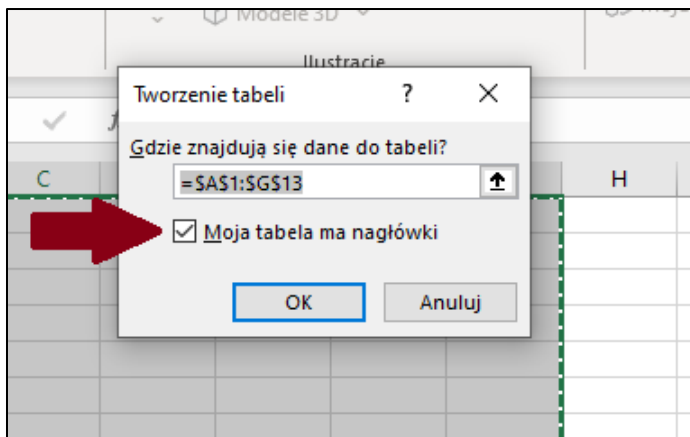 Modele 3D
Ilustracje
Tworzenie tabeli ? ×
Gdzie znajdują się dane do tabeli?
=$A$1:$G$13
C H
Moja tabela ma nagłówki
OK Anuluj